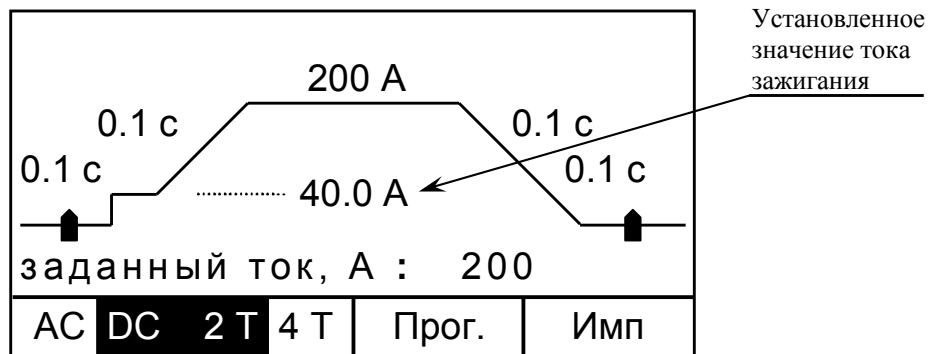 Установленное
значение тока
зажигания
200 А
0.1 с
0.1 с
0.1 с
0.1 с
40.0 А
заданный ток, А : 200
AC DC 2 Т 4 Т Прог. Имп